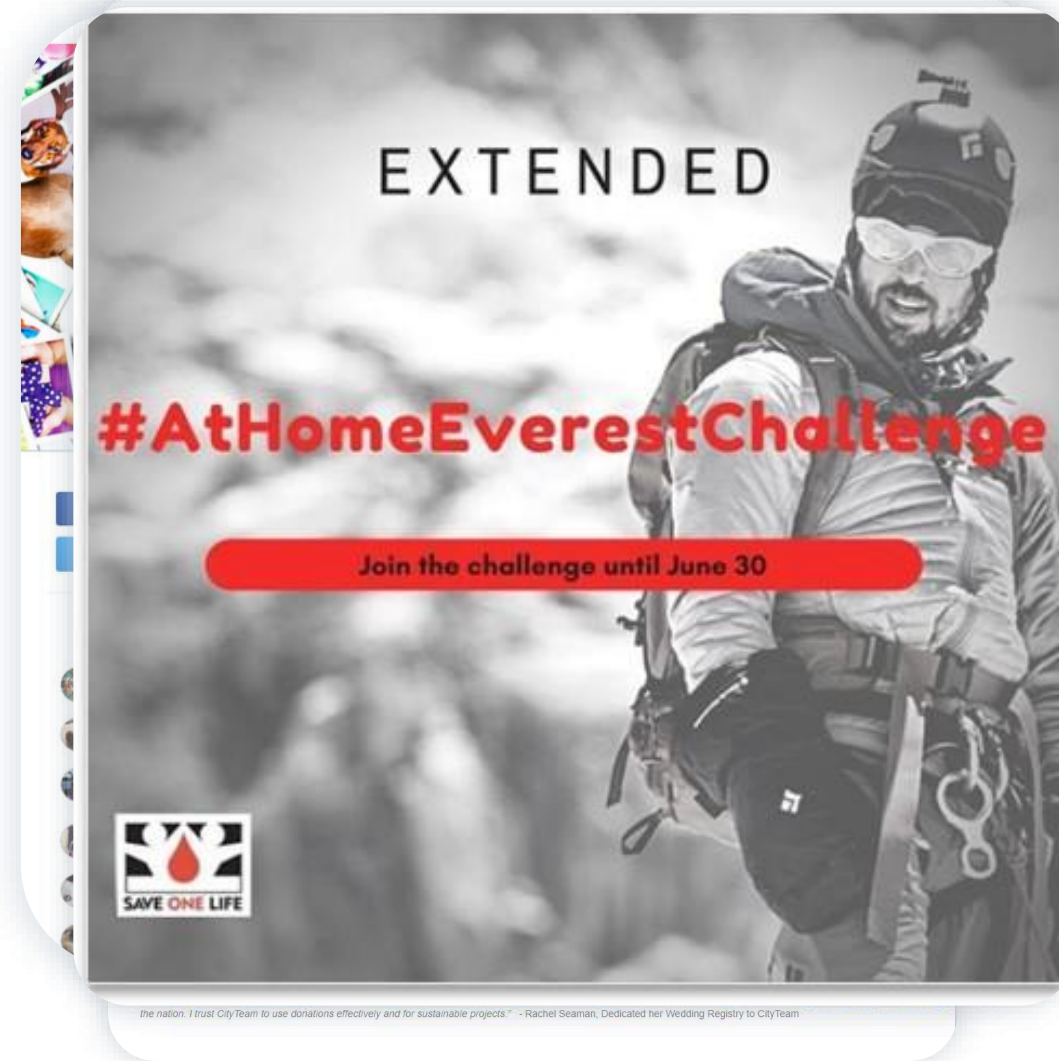 EXTENDED
#AtHomeEverestChallenge
Join the challenge until June 30
SAVE ONE LIFE
the nation. I trust CityTeam to use donations effectively and for sustainable projects." - Rachel Seaman, Dedicated her Wedding Registry to CityTeam